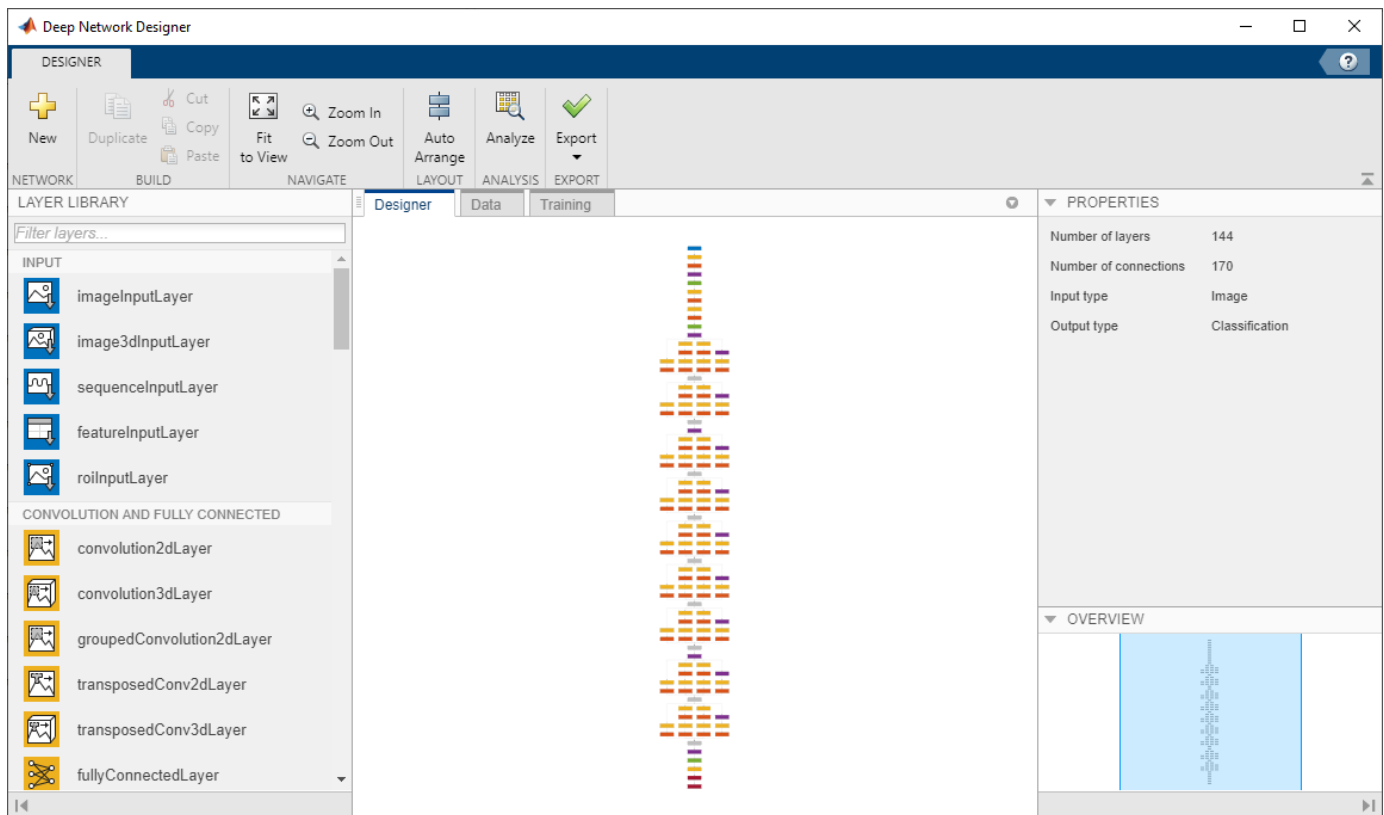 Deep Network Designer
DESIGNER
?
New
Duplicate
Cut
Copy
Paste
Fit
to View
Zoom In
Zoom Out
Auto
Arrange
Analyze
Export
NETWORK
BUILD
NAVIGATE
LAYOUT
ANALYSIS
EXPORT
LAYER LIBRARY
Filter layers...
INPUT
imageInputLayer
image3dInputLayer
sequenceInputLayer
featureInputLayer
roiInputLayer
CONVOLUTION AND FULLY CONNECTED
convolution2dLayer
convolution3dLayer
groupedConvolution2dLayer
transposedConv2dLayer
transposedConv3dLayer
fullyConnectedLayer
Designer
Data
Training
PROPERTIES
Number of layers 144
Number of connections 170
Input type Image
Output type Classification
OVERVIEW